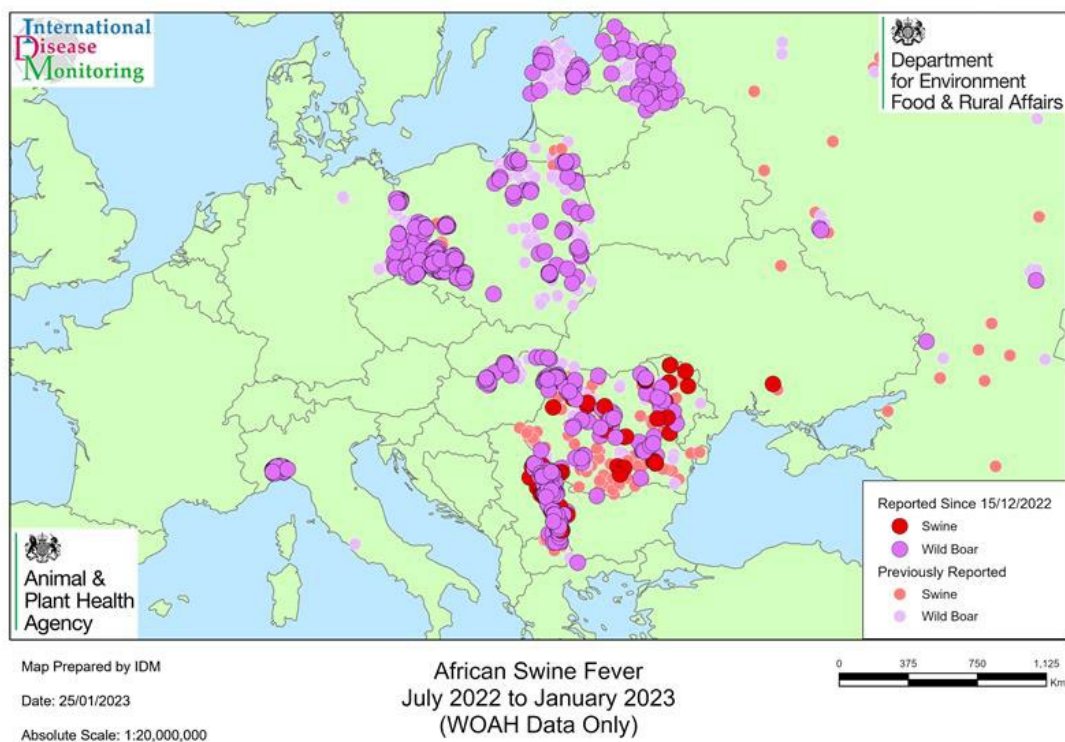 International
Disease
Monitoring
Department
for Environment
Food & Rural Affairs
Animal &
Plant Health
Agency
Reported Since 15/12/2022
Swine
Wild Boar
Previously Reported
Swine
Wild Boar
Map Prepared by IDM
Date: 25/01/2023
Absolute Scale: 1:20,000,000
African Swine Fever
July 2022 to January 2023
(WOAH Data Only)
0 375 750 1,125
Km